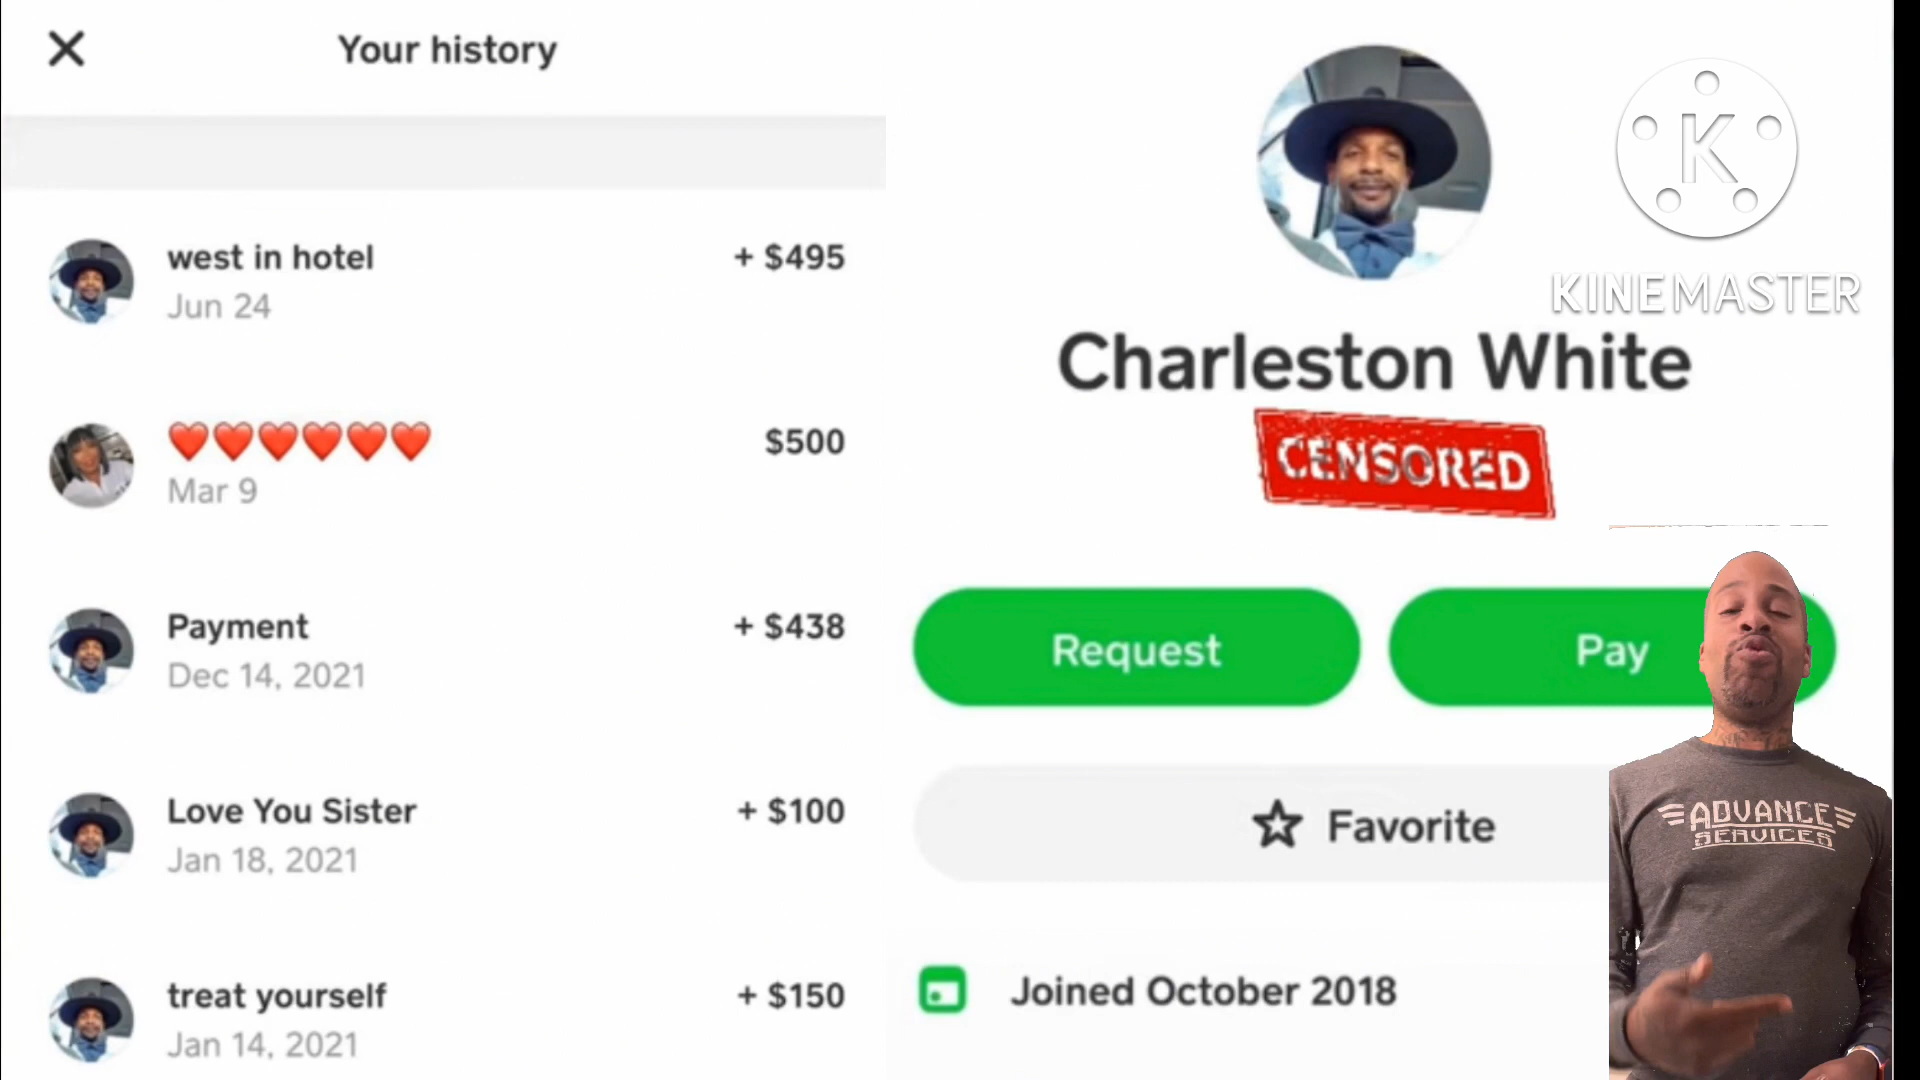 Your history
west in hotel
+ $495
Jun 24
❤️❤️❤️❤️❤️❤️
$500
Mar 9
Payment
+ $438
Dec 14, 2021
Love You Sister
+ $100
Jan 18, 2021
treat yourself
+ $150
Jan 14, 2021
K
KINEMASTER
Charleston White
CENSORED
Request
Pay
Favorite
Joined October 2018
ADVANCE
SERVICES